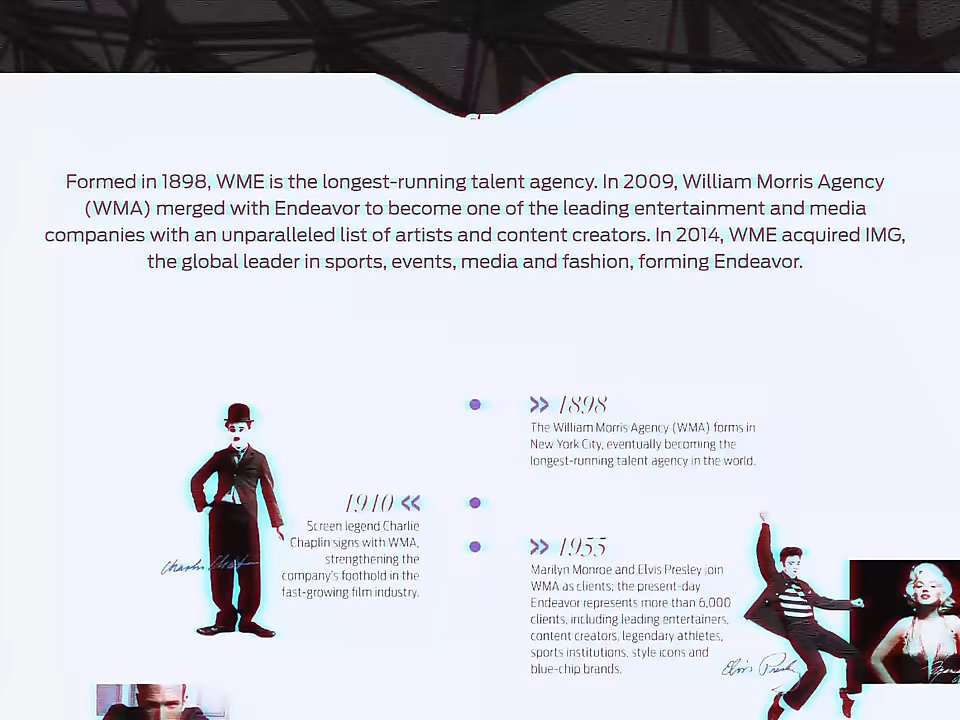 Formed in 1898, WME is the longest-running talent agency. In 2009, William Morris Agency
(WMA) merged with Endeavor to become one of the leading entertainment and media
companies with an unparalleled list of artists and content creators. In 2014, WME acquired IMG,
the global leader in sports, events, media and fashion, forming Endeavor.
1898
The William Morris Agency (WMA) forms in
New York City, eventually becoming the
longest-running talent agency in the world.
1910
Screen legend Charlie
Chaplin signs with WMA,
strengthening the
company's foothold in the
fast-growing film industry.
Charlie Chaplin
1955
Marilyn Monroe and Elvis Presley join
WMA as clients; the present-day
Endeavor represents more than 6,000
clients, including leading entertainers,
content creators, legendary athletes,
sports institutions, style icons and
blue-chip brands.
Elvis Presley